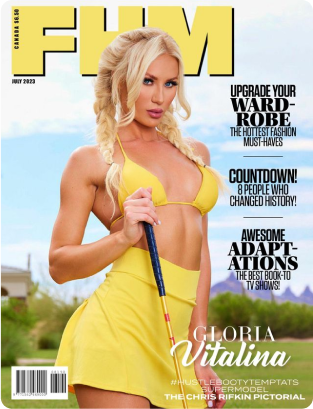 CANADA $6.50
FHM
JULY 2023
UPGRADE YOUR
WARD-
ROBE
THE HOTTEST FASHION
MUST-HAVES
COUNTDOWN!
8 PEOPLE WHO
CHANGED HISTORY!
AWESOME
ADAPT-
ATIONS
THE BEST BOOK-TO
TV SHOWS!
GLORIA
Vitalina
#HUSTLEBOOTYTEMPTATS
SUPERMODEL
THE CHRIS RIFKIN PICTORIAL